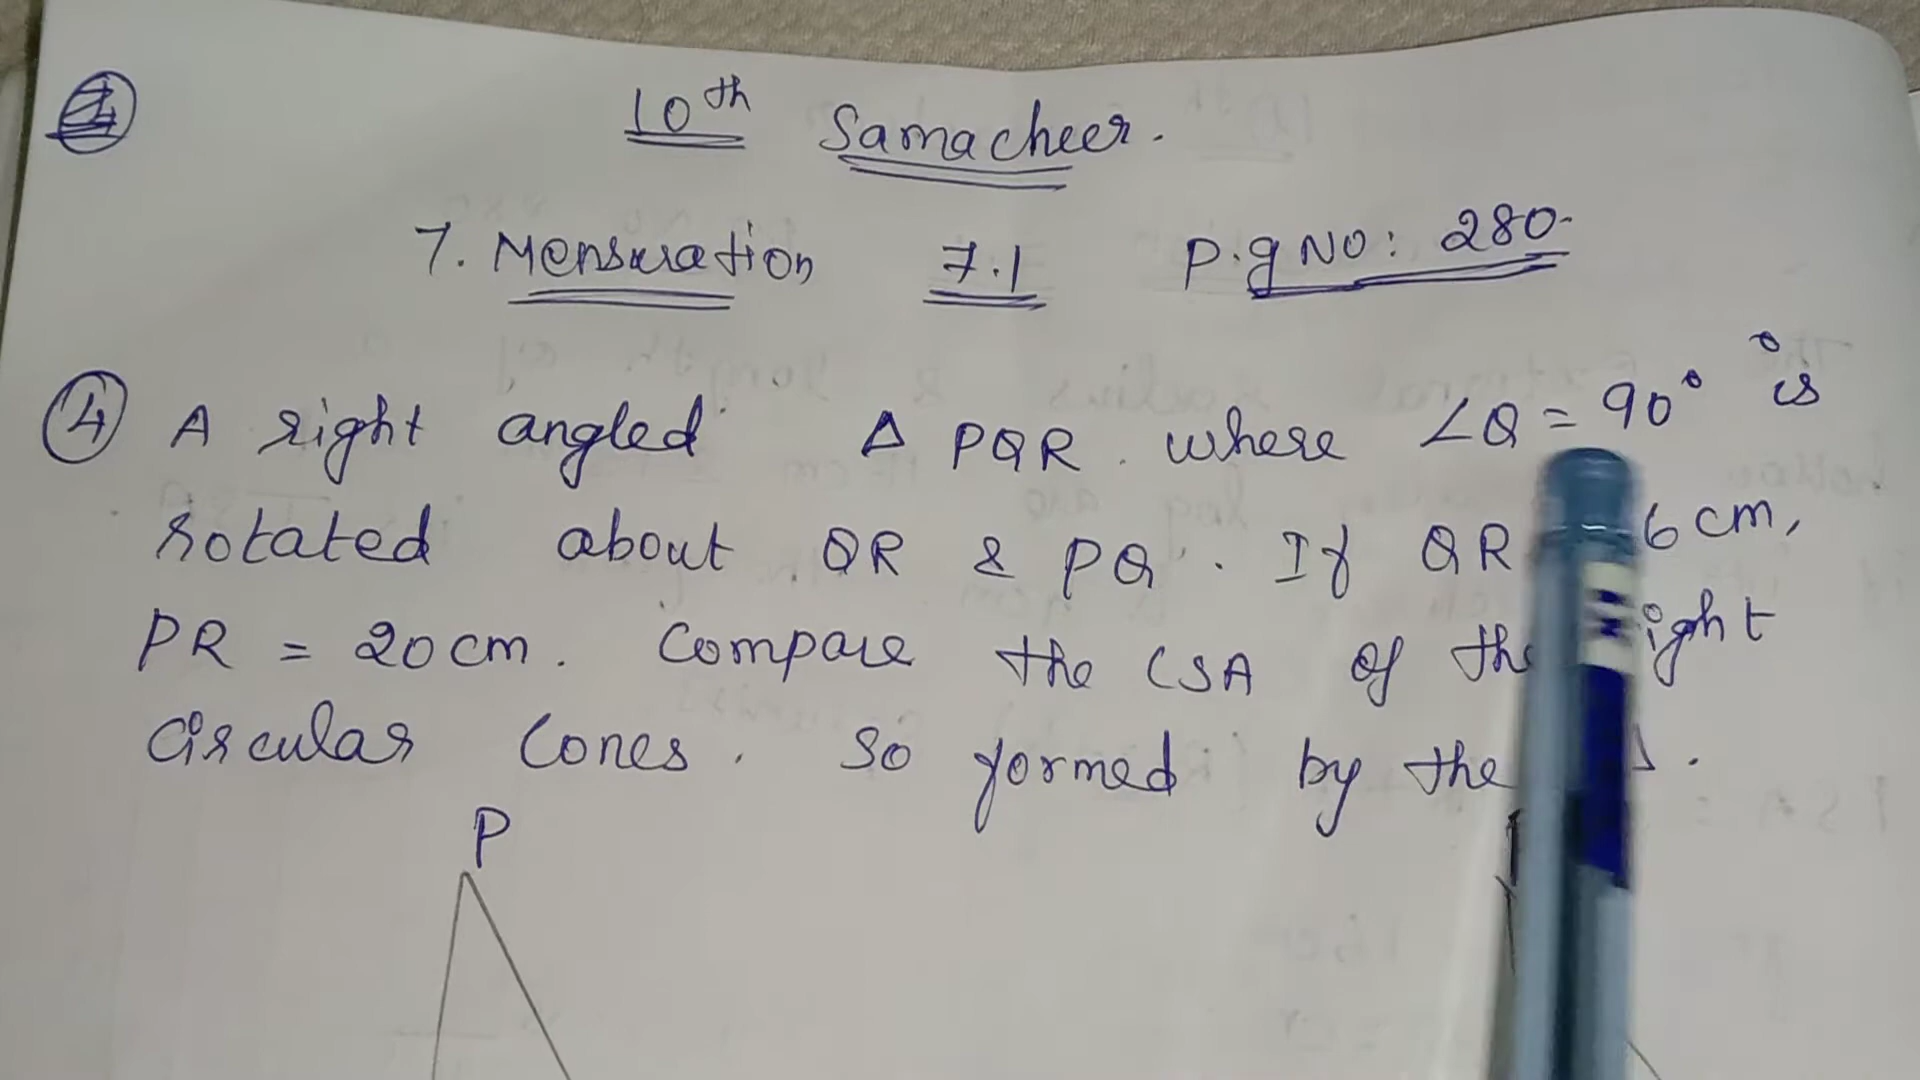 10th Samacheer.
7. Mensuration 7.1 P.g NO: 280.
4 A right angled Δ PQR. where ∠Q = 90° is
rotated about QR & PQ. If QR 6 cm,
PR = 20 cm. Compare the CSA of the
circular cones. So formed by the
P